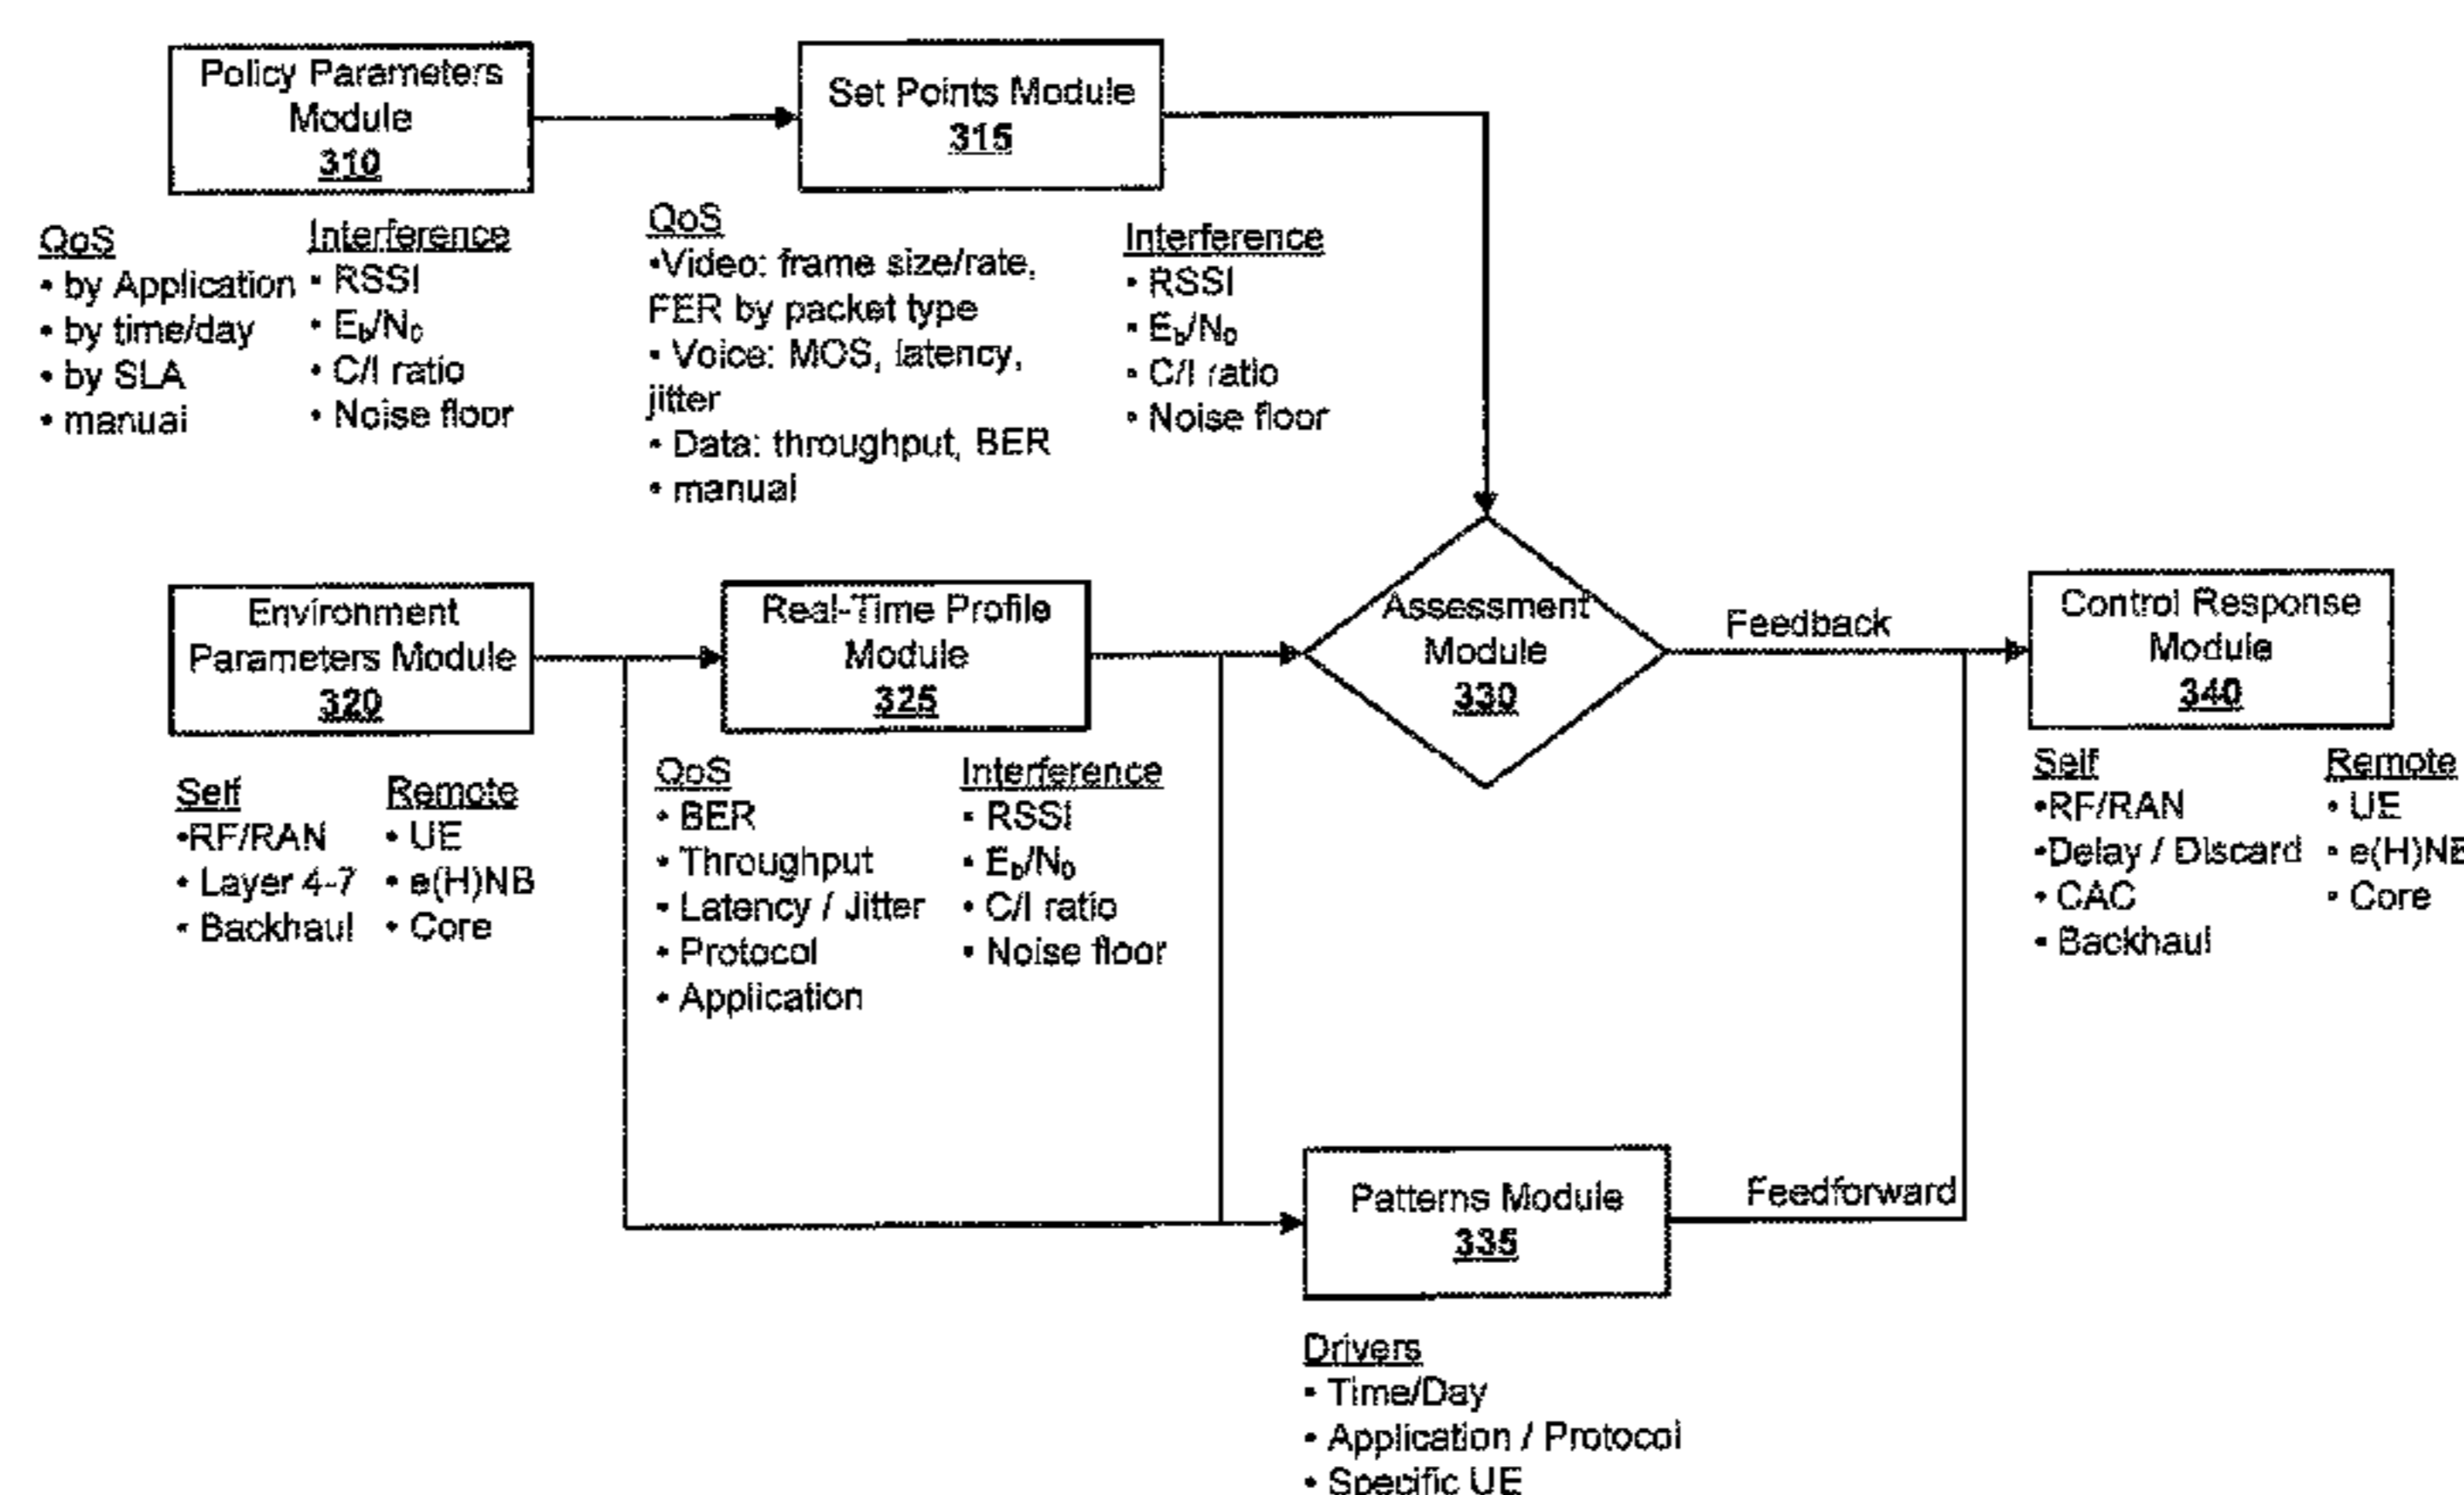 Policy Parameters
Module
310
Set Points Module
315
QoS
• by Application
• by time/day
• by SLA
• manual
Interference
• RSSI
• Eb/N0
• C/I ratio
• Noise floor
QoS
•Video: frame size/rate,
FER by packet type
• Voice: MOS, latency,
jitter
• Data: throughput, BER
• manual
Interference
• RSSI
• Eb/N0
• C/I ratio
• Noise floor
Environment
Parameters Module
320
Real-Time Profile
Module
325
Assessment
Module
330
Feedback
Control Response
Module
340
Self
•RF/RAN
• Layer 4-7
• Backhaul
Remote
• UE
• e(H)NB
• Core
QoS
• BER
• Throughput
• Latency / Jitter
• Protocol
• Application
Interference
• RSSI
• Eb/N0
• C/I ratio
• Noise floor
Self
•RF/RAN
•Delay / Discard
• CAC
• Backhaul
Remote
• UE
• e(H)NB
• Core
Patterns Module
335
Feedforward
Drivers
• Time/Day
• Application / Protocol
• Specific UE